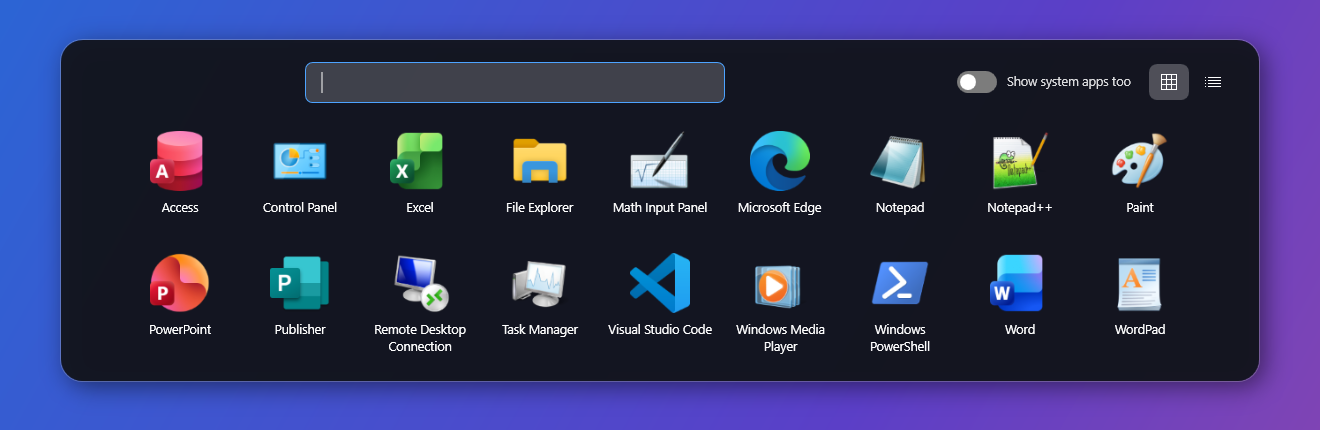 Show system apps too
Access
Control Panel
Excel
File Explorer
Math Input Panel
Microsoft Edge
Notepad
Notepad++
Paint
PowerPoint
Publisher
Remote Desktop
Connection
Task Manager
Visual Studio Code
Windows Media
Player
Windows
PowerShell
Word
WordPad